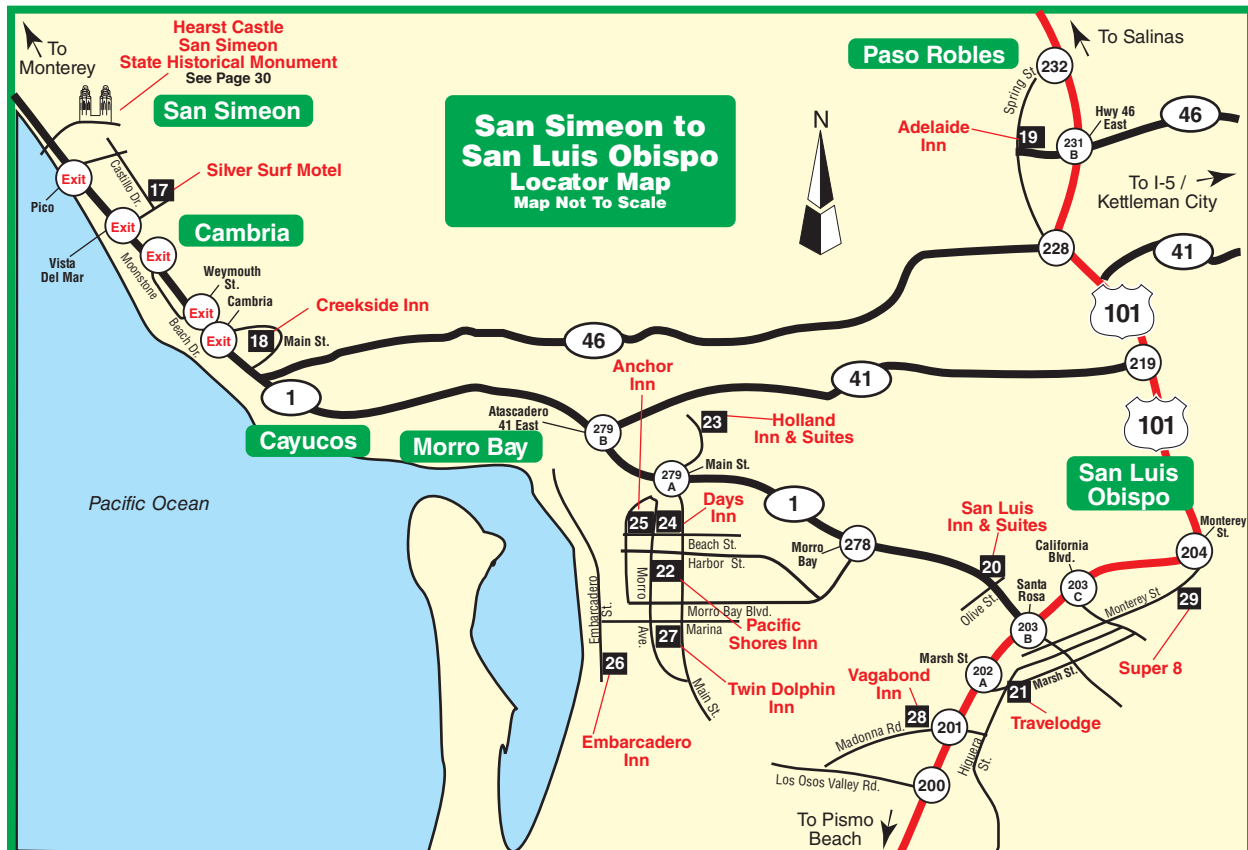 To
Monterey
Hearst Castle
San Simeon
State Historical Monument
See Page 30
San Simeon
Castillo Dr.
17
Silver Surf Motel
Exit
Pico
Exit
Vista
Del Mar
Cambria
Exit
Moonstone
Beach Dr.
Weymouth
St.
Exit
Cambria
Exit
18
Main St.
Creekside Inn
San Simeon to
San Luis Obispo
Locator Map
Map Not To Scale
N
Paso Robles
To Salinas
232
Spring St
Hwy 46
East
46
Adelaide
Inn
19
231
B
To I-5 /
Kettleman City
228
41
101
46
1
41
219
101
Cayucos
Morro Bay
Pacific Ocean
Atascadero
41 East
279
B
Anchor
Inn
23
Holland
Inn & Suites
279
A
Main St.
25
24
Days
Inn
Beach St.
Harbor St.
22
Morro
Ave.
Morro Bay Blvd.
Marina
Pacific
Shores Inn
27
Twin Dolphin
Inn
Main St.
Embarcadero
St.
26
Embarcadero
Inn
1
Morro
Bay
278
San Luis
Obispo
San Luis
Inn & Suites
20
Olive St.
California
Blvd.
203
C
Santa
Rosa
203
B
Monterey
St.
204
Monterey St
29
Super 8
Marsh St
202
A
21
Marsh St.
Travelodge
Vagabond
Inn
28
201
Madonna Rd.
Higuera
St.
Los Osos Valley Rd.
200
To Pismo
Beach